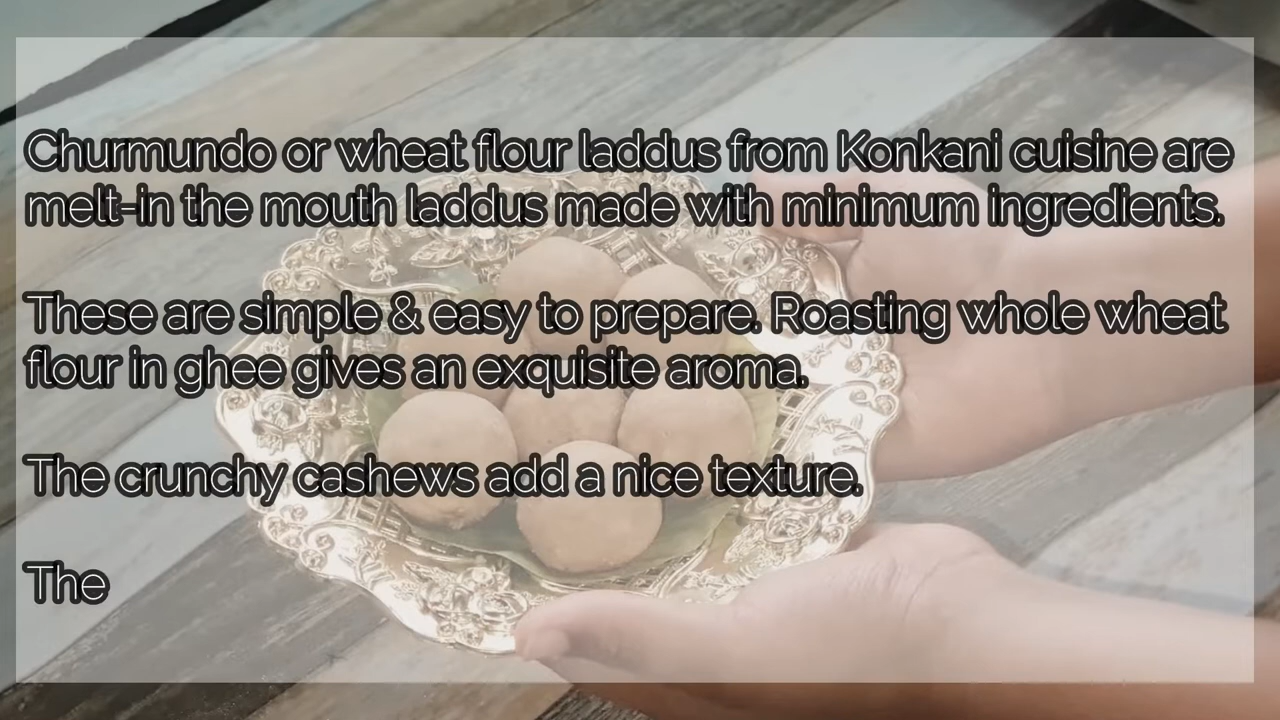 Churmundo or wheat flour laddus from Konkani cuisine are
melt-in the mouth laddus made with minimum ingredients.
These are simple & easy to prepare. Roasting whole wheat
flour in ghee gives an exquisite aroma.
The crunchy cashews add a nice texture.
The